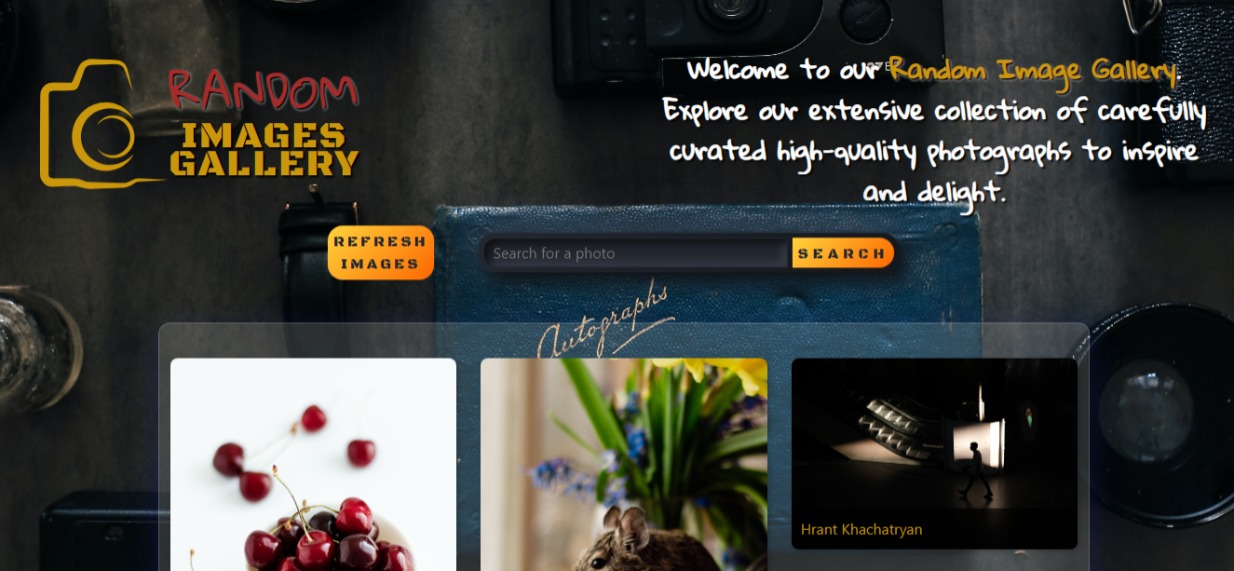 RANDOM
IMAGES
GALLERY
Welcome to our Random Image Gallery.
Explore our extensive collection of carefully
curated high-quality photographs to inspire
and delight.
REFRESH
IMAGES
Search for a photo
SEARCH
Autographs
Hrant Khachatryan